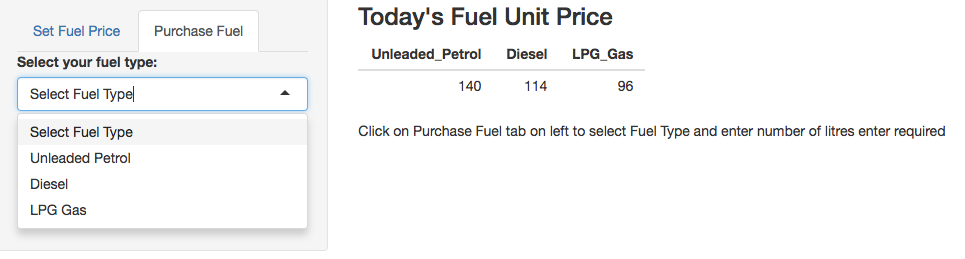 Set Fuel Price Purchase Fuel
Select your fuel type:
Select Fuel Type
Select Fuel Type
Unleaded Petrol
Diesel
LPG Gas
Today's Fuel Unit Price
Unleaded_Petrol Diesel LPG_Gas
140 114 96
Click on Purchase Fuel tab on left to select Fuel Type and enter number of litres enter required